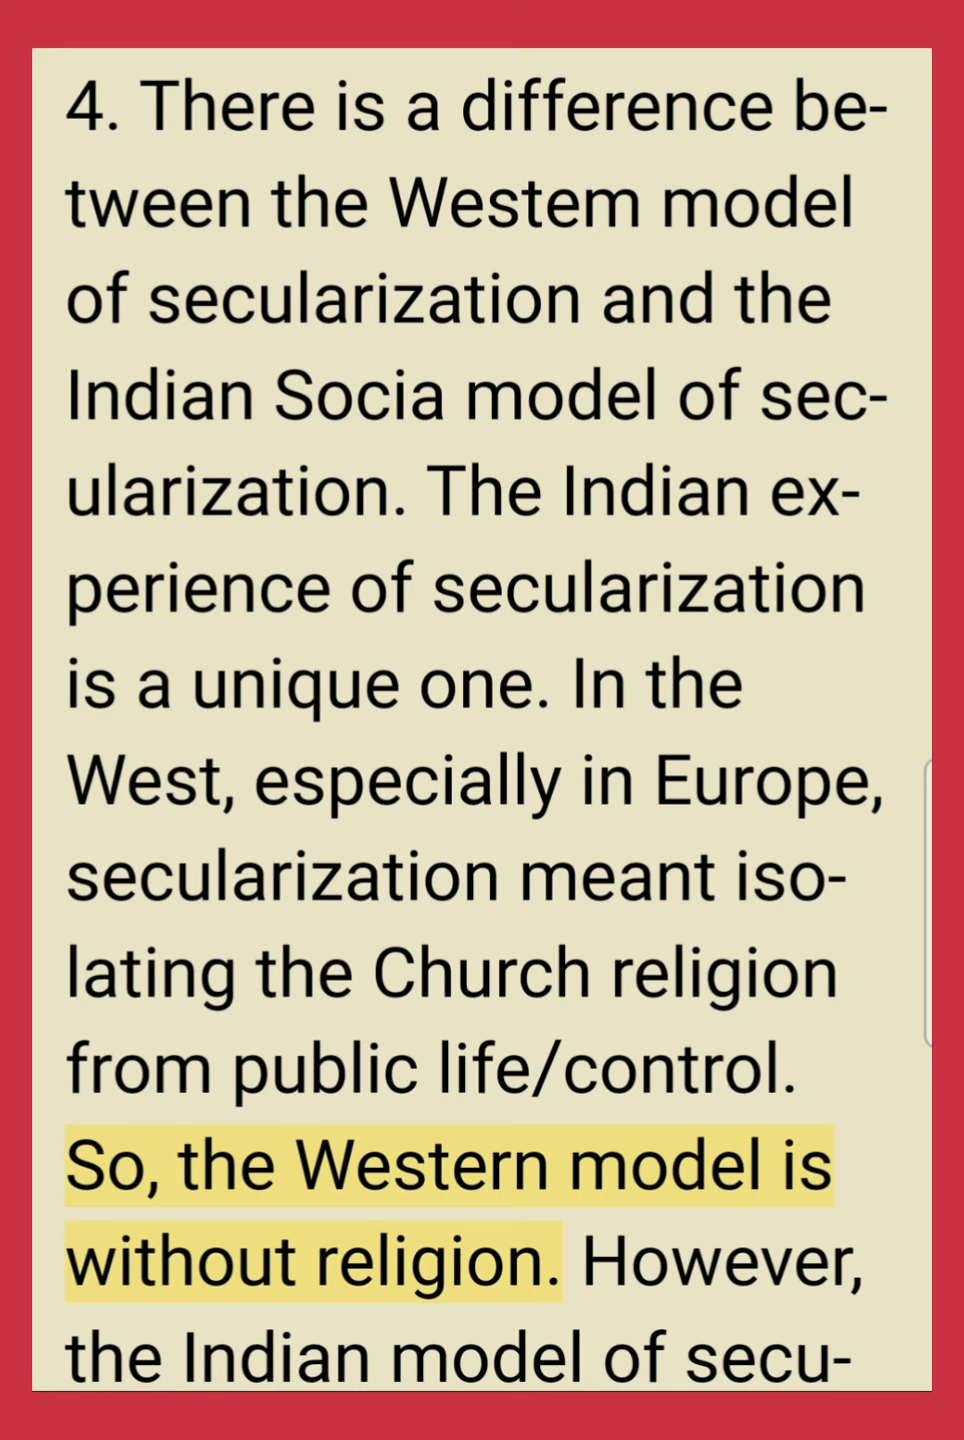 4. There is a difference be-
tween the Westem model
of secularization and the
Indian Socia model of sec-
ularization. The Indian ex-
perience of secularization
is a unique one. In the
West, especially in Europe,
secularization meant iso-
lating the Church religion
from public life/control.
So, the Western model is
without religion. However,
the Indian model of secu-